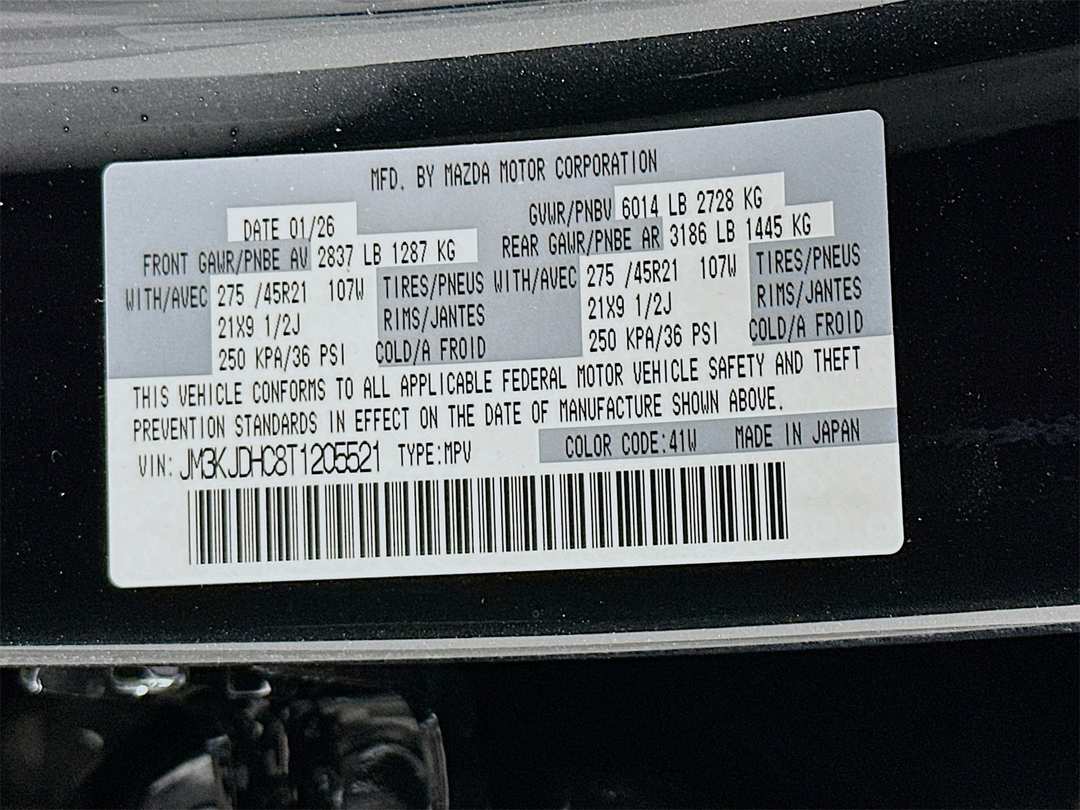 MFD. BY MAZDA MOTOR CORPORATION
DATE 01/26 GVWR/PNBV 6014 LB 2728 KG
FRONT GAWR/PNBE AV 2837 LB 1287 KG REAR GAWR/PNBE AR 3186 LB 1445 KG
WITH/AVEC 275 /45R21 107W TIRES/PNEUS WITH/AVEC 275 /45R21 107W TIRES/PNEUS
21X9 1/2J RIMS/JANTES 21X9 1/2J RIMS/JANTES
250 KPA/36 PSI COLD/A FROID 250 KPA/36 PSI COLD/A FROID
THIS VEHICLE CONFORMS TO ALL APPLICABLE FEDERAL MOTOR VEHICLE SAFETY AND THEFT
PREVENTION STANDARDS IN EFFECT ON THE DATE OF MANUFACTURE SHOWN ABOVE.
VIN: JM3KJDHC8T1205521 TYPE:MPV COLOR CODE:41W MADE IN JAPAN